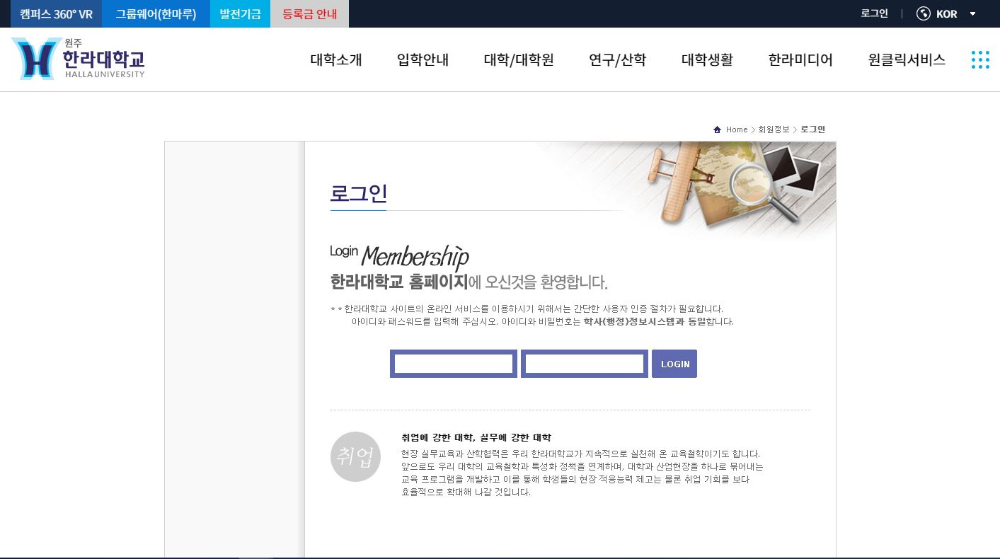 캠퍼스 360° VR 그룹웨어(한마루) 발전기금 등록금 안내 로그인 KOR
원주
한라대학교
HALLA UNIVERSITY
대학소개 입학안내 대학/대학원 연구/산학 대학생활 한라미디어 원클릭서비스
Home > 회원정보 > 로그인
로그인
Login Membership
한라대학교 홈페이지에 오신것을 환영합니다.
* * 한라대학교 사이트의 온라인 서비스를 이용하시기 위해서는 간단한 사용자 인증 절차가 필요합니다.
아이디와 패스워드를 입력해 주십시오. 아이디와 비밀번호는 학사(행정)정보시스템과 동일합니다.
LOGIN
취업
취업에 강한 대학, 실무에 강한 대학
현장 실무교육과 산학협력은 우리 한라대학교가 지속적으로 실천해 온 교육철학이기도 합니다.
앞으로도 우리 대학의 교육철학과 특성화 정책을 연계하며, 대학과 산업현장을 하나로 묶어내는
교육 프로그램을 개발하고 이를 통해 학생들의 현장 적응능력 제고는 물론 취업 기회를 보다
효율적으로 확대해 나갈 것입니다.